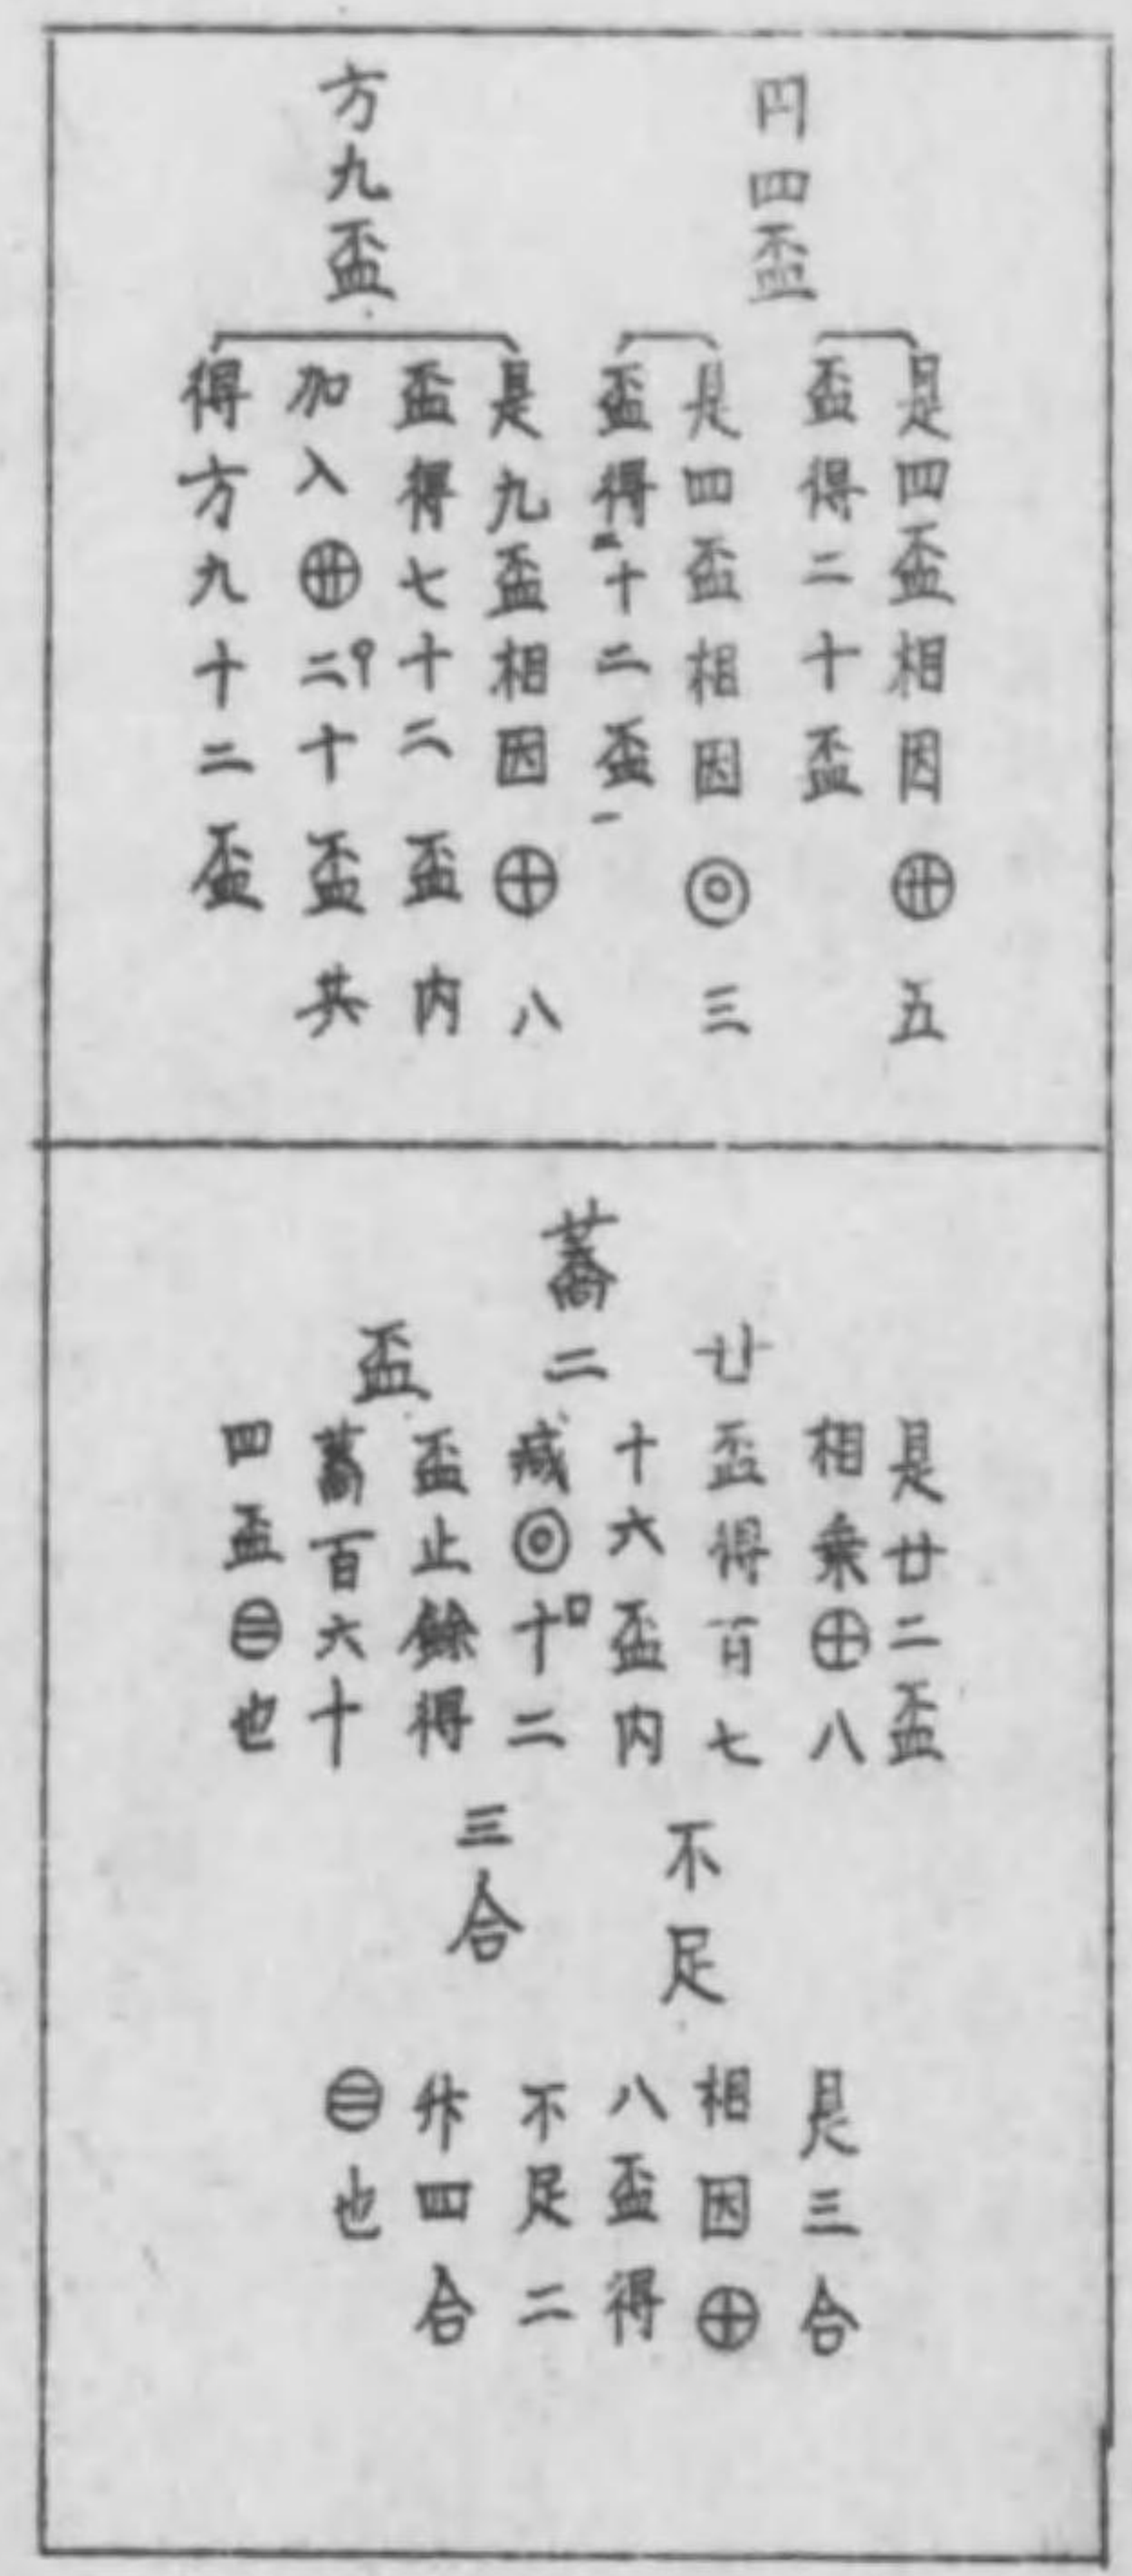 円四盃
是四盃相因 五
盃得二十盃
是四盃相因◎三
盃得十二盃
方九盃
是九盃相因⊕八
盃得七十二盃内
加入 二十盃共
得方九十二盃
廿
蕎二
盃
是廿二盃
相乗⊕八
盃得百七
十六盃内
减◎十二
盃止餘得
蕎百六十
四盃⊜也
不足
三合
是三合
相因⊕
八盃得
不足二
舛四合
⊜也